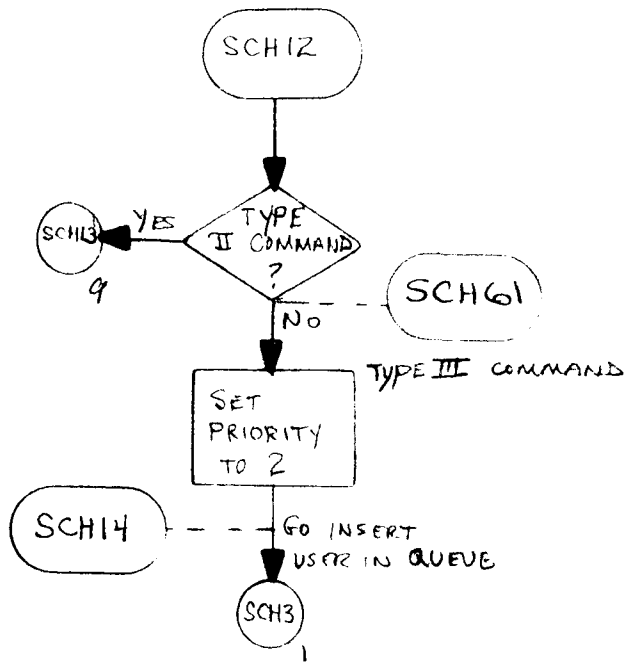 SCH12
TYPE
II COMMAND
?
YES
SCH13
9
SCH61
NO
TYPE III COMMAND
SET
PRIORITY
TO 2
SCH14
GO INSERT
USER IN QUEUE
SCH3
1